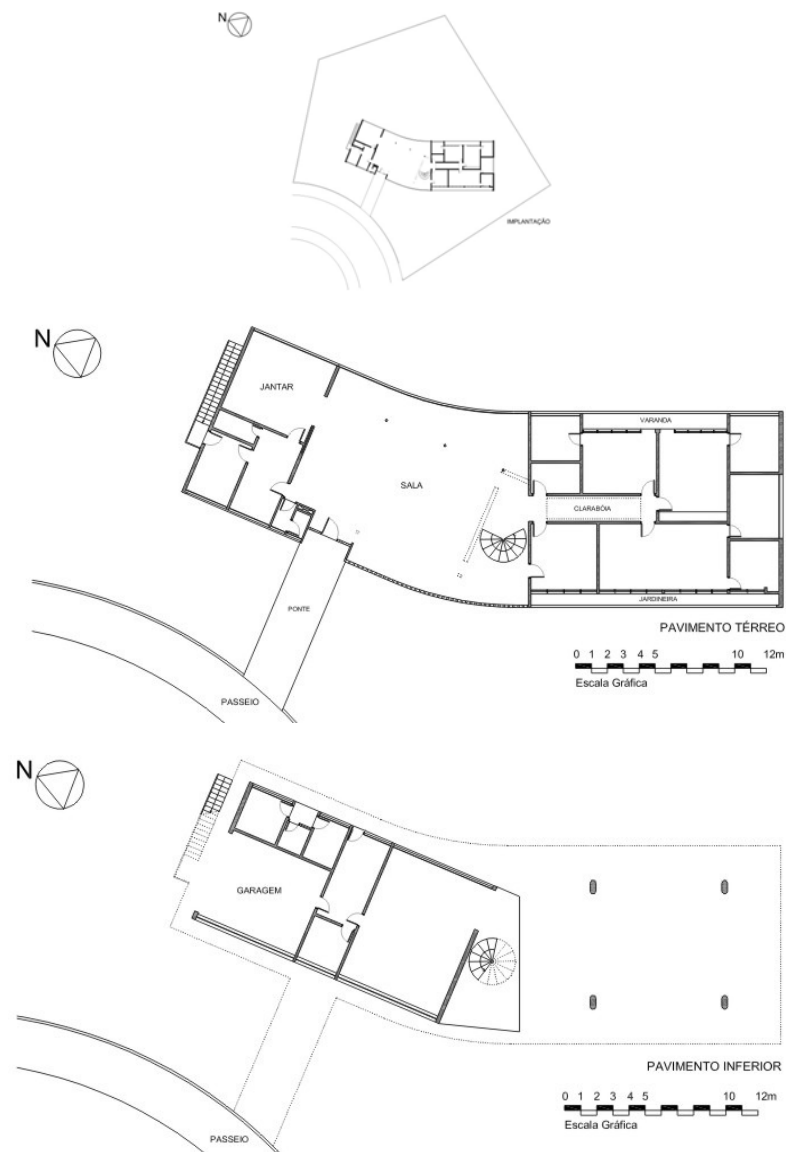 N
IMPLANTAÇÃO
N
JANTAR
VARANDA
SALA
CLARABÓIA
PONTE
JARDINEIRA
PAVIMENTO TÉRREO
0 1 2 3 4 5 10 12m
Escala Gráfica
PASSEIO
N
GARAGEM
PAVIMENTO INFERIOR
0 1 2 3 4 5 10 12m
Escala Gráfica
PASSEIO